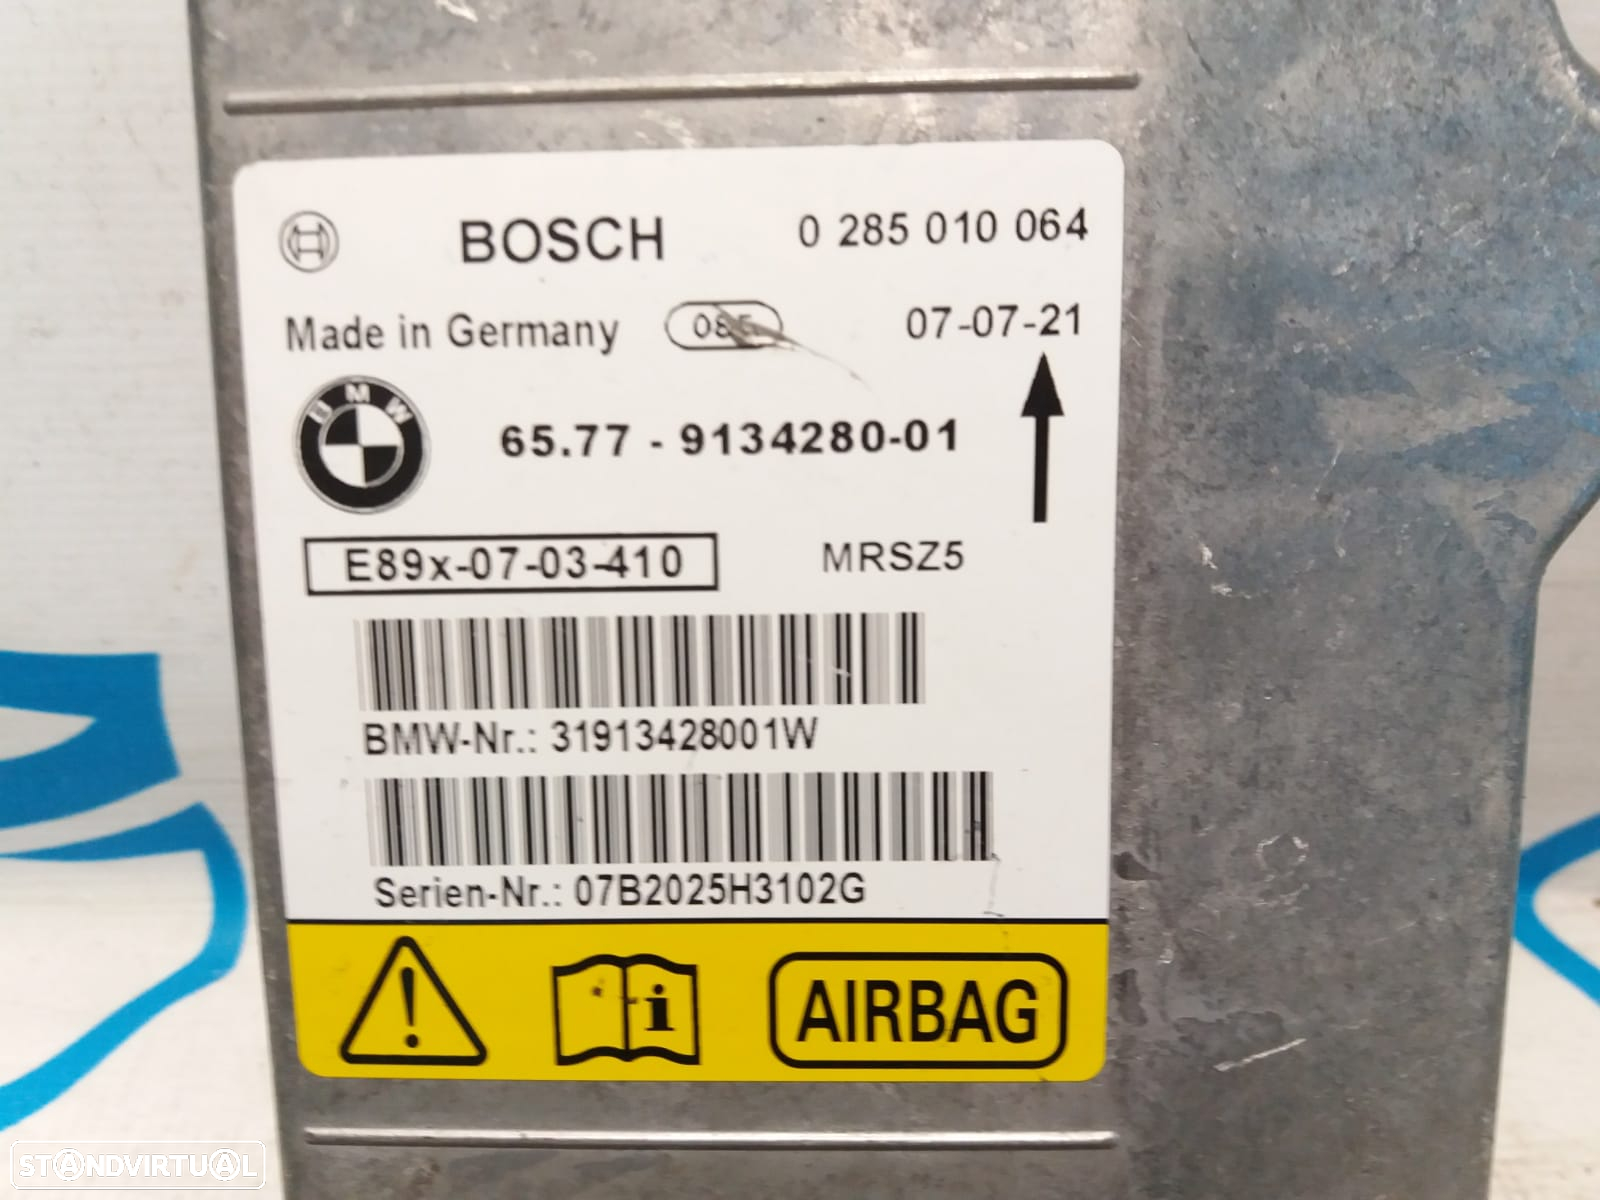 BOSCH 0 285 010 064
Made in Germany 07-07-21
BMW
65.77 - 9134280-01
E89x-07-03-410 MRSZ5
BMW-Nr.: 31913428001W
Serien-Nr.: 07B2025H3102G
i
AIRBAG
STANDVIRTUAL